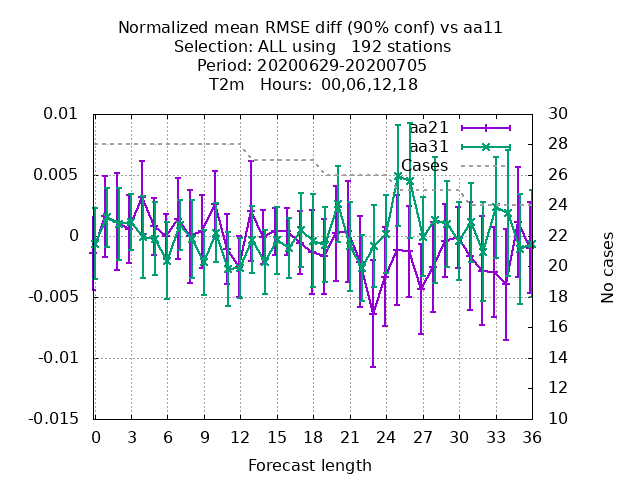 Normalized mean RMSE diff (90% conf) vs aa11
Selection: ALL using   192 stations
Period: 20200629-20200705
T2m   Hours:  00,06,12,18
0.01
0.005
0
-0.005
-0.01
-0.015
aa21
aa31
Cases
30
28
26
24
22
20
18
16
14
12
10
No cases
0 3 6 9 12 15 18 21 24 27 30 33 36
Forecast length